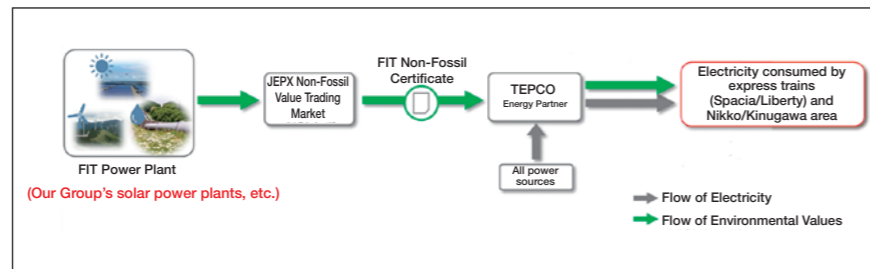 FIT Power Plant
(Our Group's solar power plants, etc.)
JEPX Non-Fossil
Value Trading
Market
FIT Non-Fossil
Certificate
TEPCO
Energy Partner
All power
sources
Electricity consumed by
express trains
(Spacia/Liberty) and
Nikko/Kinugawa area
Flow of Electricity
Flow of Environmental Values